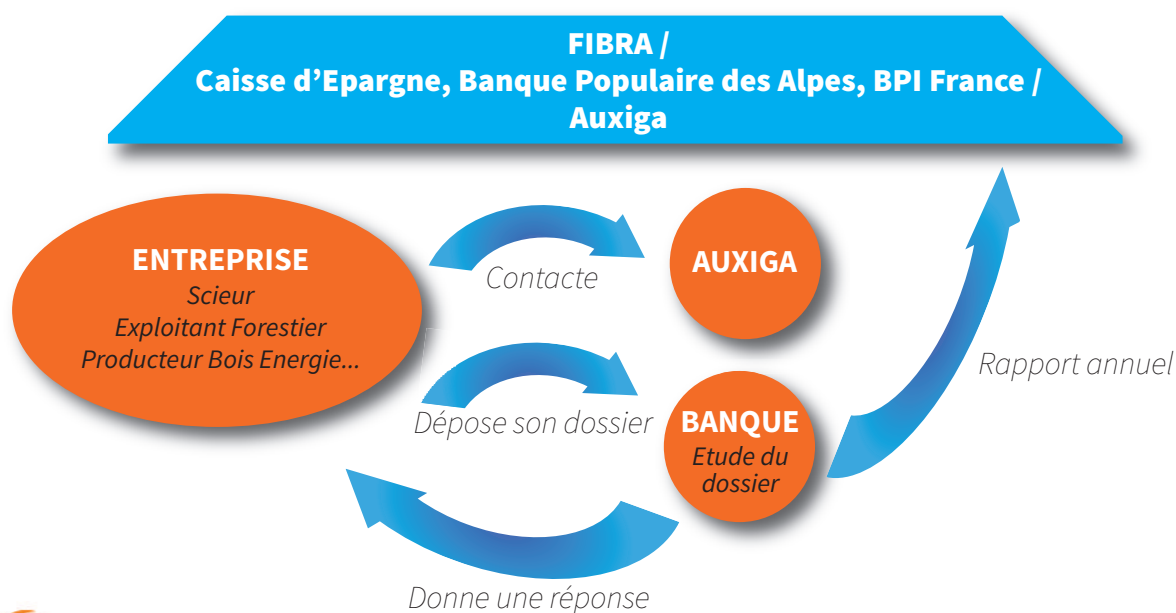 FIBRA /
Caisse d’Epargne, Banque Populaire des Alpes, BPI France /
Auxiga
ENTREPRISE
Scieur
Exploitant Forestier
Producteur Bois Energie...
Contacte
AUXIGA
Dépose son dossier
BANQUE
Etude du
dossier
Rapport annuel
Donne une réponse